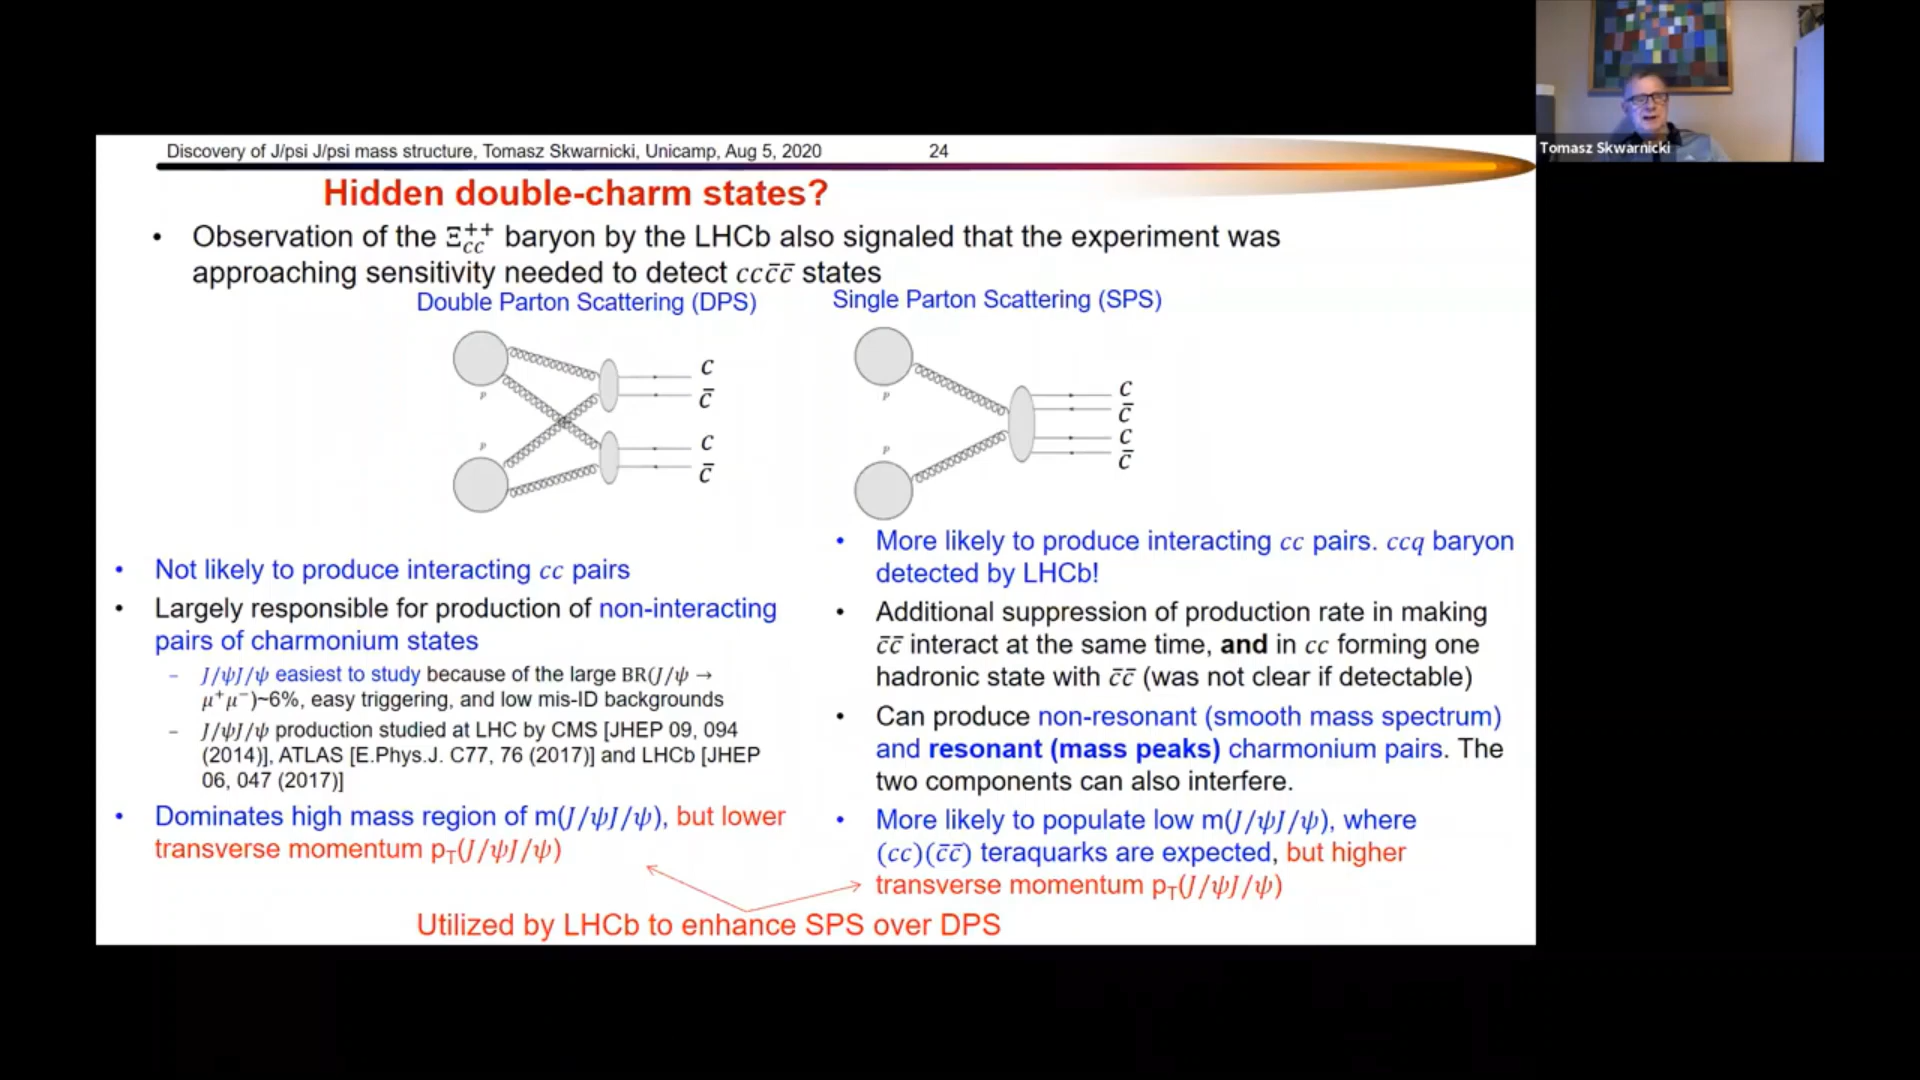 Tomasz Skwarnicki
Discovery of J/psi J/psi mass structure, Tomasz Skwarnicki, Unicamp, Aug 5, 2020 24
Hidden double-charm states?
• Observation of the Ξcc++ baryon by the LHCb also signaled that the experiment was
approaching sensitivity needed to detect ccc̄c̄ states
Double Parton Scattering (DPS)
p
p
c
c̄
c
c̄
• Not likely to produce interacting cc pairs
• Largely responsible for production of non-interacting
pairs of charmonium states
– J/ψJ/ψ easiest to study because of the large BR(J/ψ →
μ⁺μ⁻)~6%, easy triggering, and low mis-ID backgrounds
– J/ψJ/ψ production studied at LHC by CMS [JHEP 09, 094
(2014)], ATLAS [E.Phys.J. C77, 76 (2017)] and LHCb [JHEP
06, 047 (2017)]
• Dominates high mass region of m(J/ψJ/ψ), but lower
transverse momentum pT(J/ψJ/ψ)
Single Parton Scattering (SPS)
p
p
c
c̄
c
c̄
• More likely to produce interacting cc pairs. ccq baryon
detected by LHCb!
• Additional suppression of production rate in making
c̄c̄ interact at the same time, and in cc forming one
hadronic state with c̄c̄ (was not clear if detectable)
• Can produce non-resonant (smooth mass spectrum)
and resonant (mass peaks) charmonium pairs. The
two components can also interfere.
• More likely to populate low m(J/ψJ/ψ), where
(cc)(c̄c̄) teraquarks are expected, but higher
transverse momentum pT(J/ψJ/ψ)
Utilized by LHCb to enhance SPS over DPS